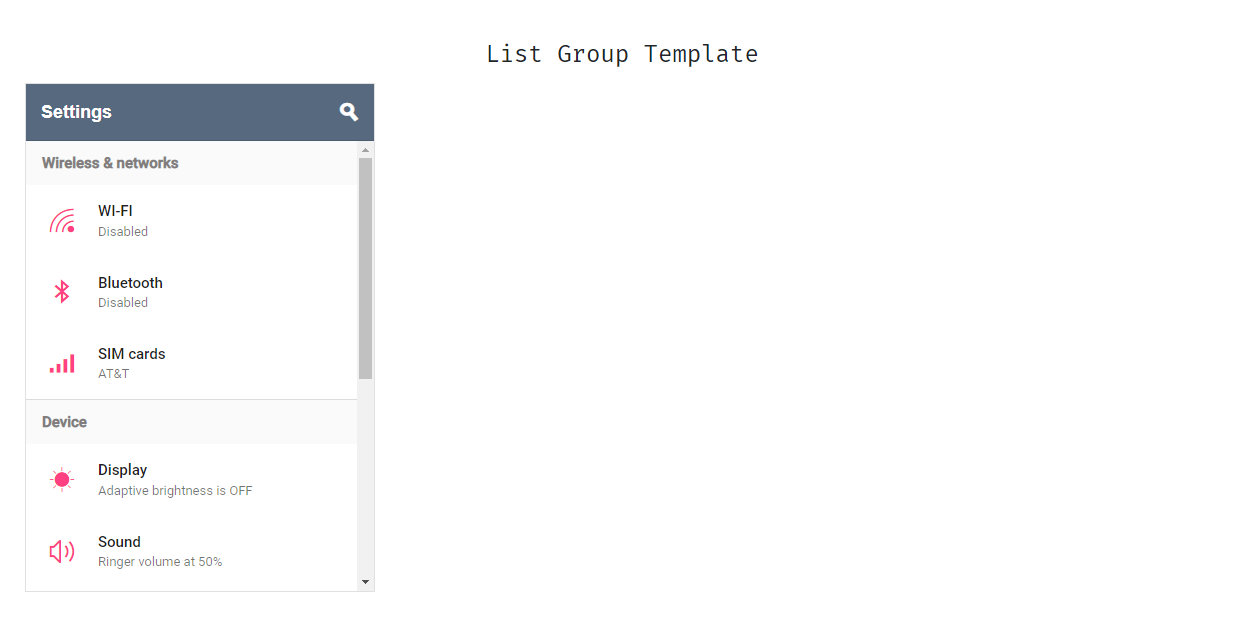 List Group Template
Settings
Wireless & networks
WI-FI
Disabled
Bluetooth
Disabled
SIM cards
AT&T
Device
Display
Adaptive brightness is OFF
Sound
Ringer volume at 50%